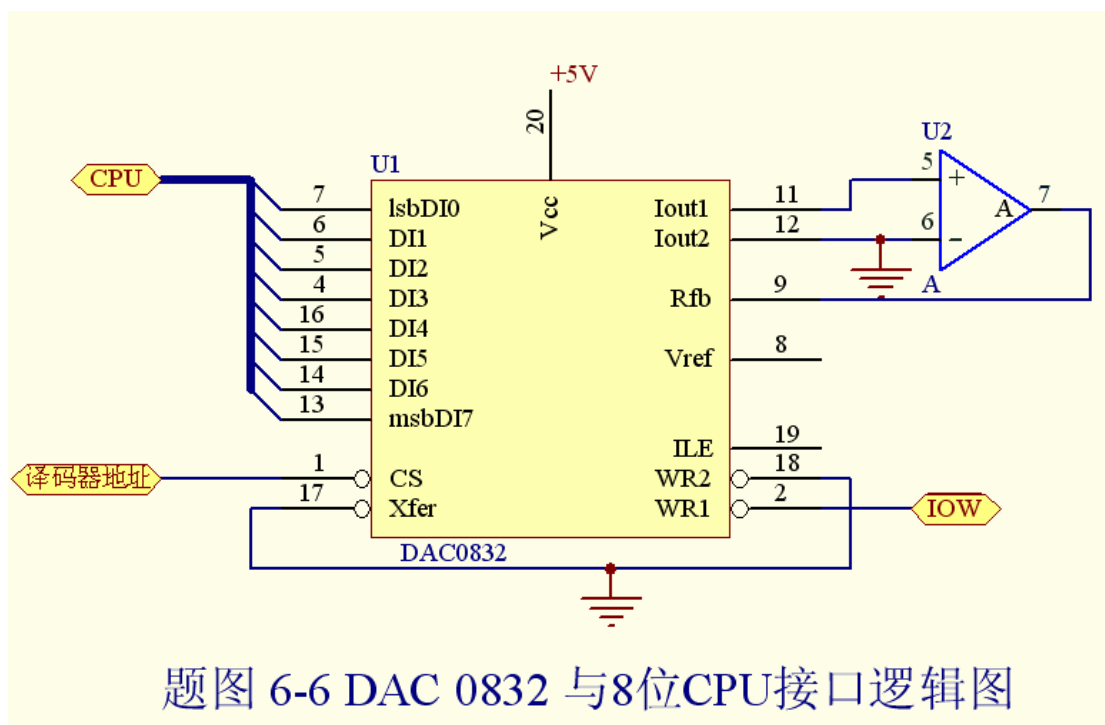 +5V
20
U2
U1
CPU
5
+
7
A
6
-
A
7
lsbDI0
Vcc
Iout1
11
6
DI1
Iout2
12
5
DI2
4
DI3
Rfb
9
16
DI4
15
DI5
Vref
8
14
DI6
13
msbDI7
ILE
19
译码器地址
1
CS
WR2
18
17
Xfer
WR1
2
IOW
DAC0832
题图 6-6 DAC 0832 与8位CPU接口逻辑图